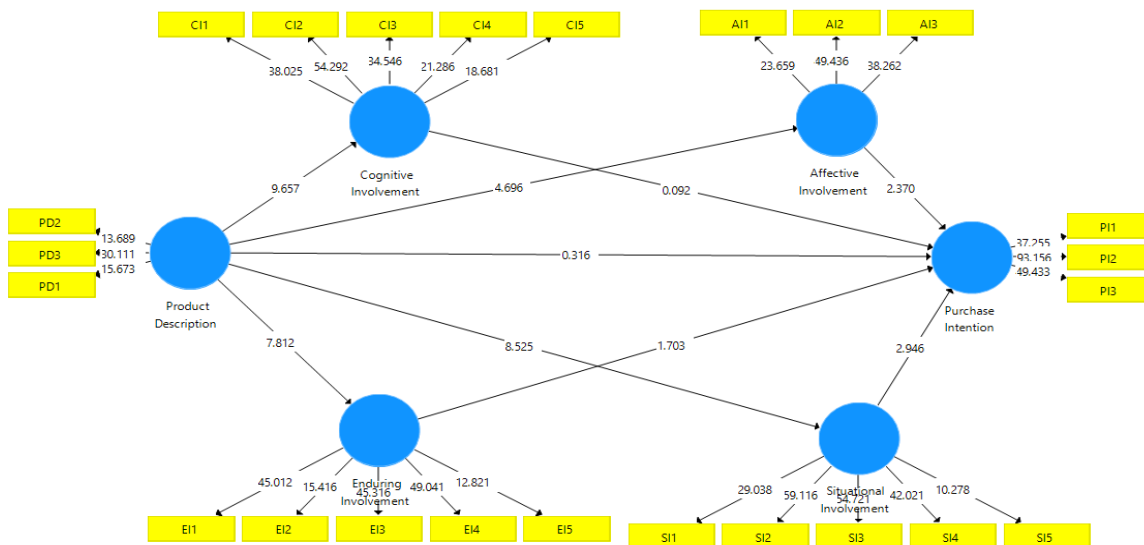 CI1 CI2 CI3 CI4 CI5
AI1 AI2 AI3
38.025 54.292 34.546 21.286 18.681
23.659 49.436 38.262
Cognitive
Involvement
Affective
Involvement
9.657 4.696 0.092 2.370
PD2
PD3
PD1
13.689
30.111
15.673
Product
Description
0.316
37.255
93.156
49.433
PI1
PI2
PI3
Purchase
Intention
7.812 8.525 1.703 2.946
Enduring
Involvement
45.012 15.416 45.316 49.041 12.821
EI1 EI2 EI3 EI4 EI5
Situational
Involvement
29.038 59.116 54.721 42.021 10.278
SI1 SI2 SI3 SI4 SI5